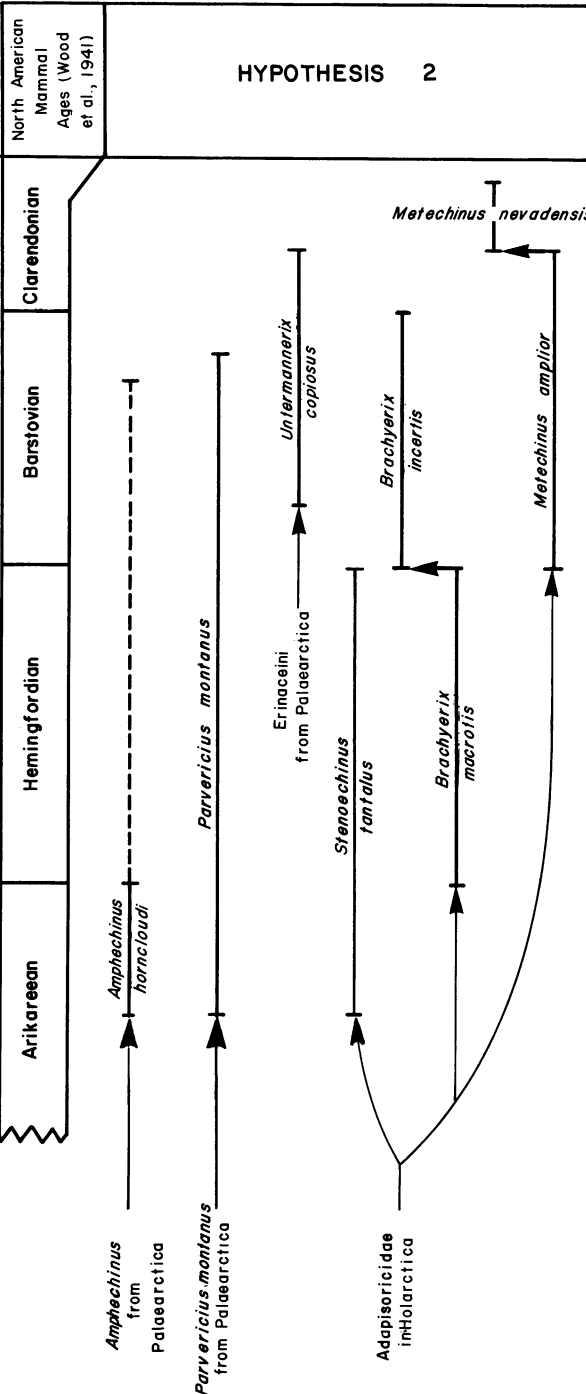 North American
Mammal
Ages (Wood
et al., 1941)
HYPOTHESIS 2
Clarendonian
Barstovian
Hemingfordian
Arikareean
Metechinus nevadensis
Untermannerix
copiosus
Brachyerix
incertis
Metechinus amplior
Parvericius montanus
Erinaceini
from Palaearctica
Stenoechinus
tantalus
Brachyerix
macrotis
Amphechinus
horncloudi
Amphechinus
from
Palaearctica
Parvericius montanus
from Palaearctica
Adapisoricidae
in Holarctica